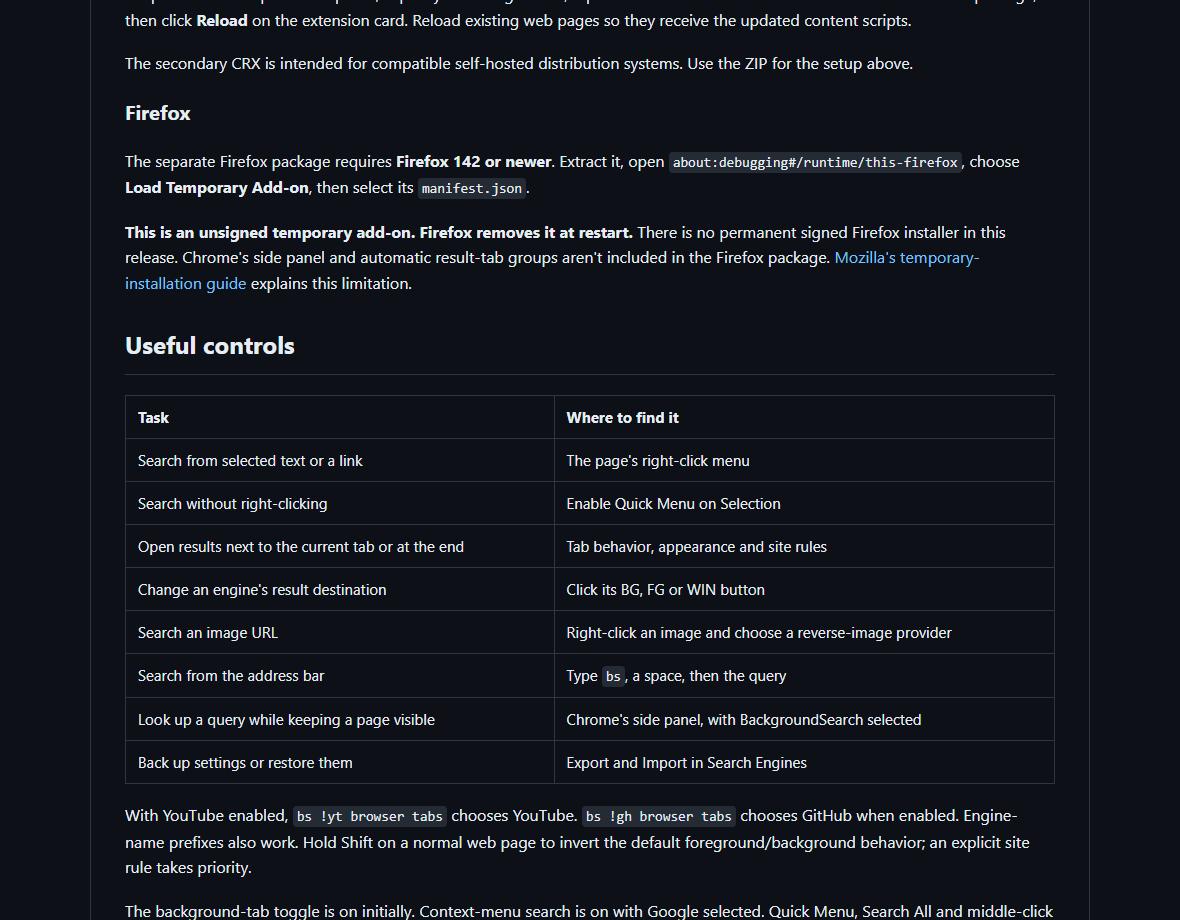 then click Reload on the extension card. Reload existing web pages so they receive the updated content scripts.
The secondary CRX is intended for compatible self-hosted distribution systems. Use the ZIP for the setup above.
Firefox
The separate Firefox package requires Firefox 142 or newer. Extract it, open about:debugging#/runtime/this-firefox, choose
Load Temporary Add-on, then select its manifest.json.
This is an unsigned temporary add-on. Firefox removes it at restart. There is no permanent signed Firefox installer in this
release. Chrome's side panel and automatic result-tab groups aren't included in the Firefox package. Mozilla's temporary-
installation guide explains this limitation.
Useful controls
Task Where to find it
Search from selected text or a link The page's right-click menu
Search without right-clicking Enable Quick Menu on Selection
Open results next to the current tab or at the end Tab behavior, appearance and site rules
Change an engine's result destination Click its BG, FG or WIN button
Search an image URL Right-click an image and choose a reverse-image provider
Search from the address bar Type bs, a space, then the query
Look up a query while keeping a page visible Chrome's side panel, with BackgroundSearch selected
Back up settings or restore them Export and Import in Search Engines
With YouTube enabled, bs !yt browser tabs chooses YouTube. bs !gh browser tabs chooses GitHub when enabled. Engine-
name prefixes also work. Hold Shift on a normal web page to invert the default foreground/background behavior; an explicit site
rule takes priority.
The background-tab toggle is on initially. Context-menu search is on with Google selected. Quick Menu, Search All and middle-click